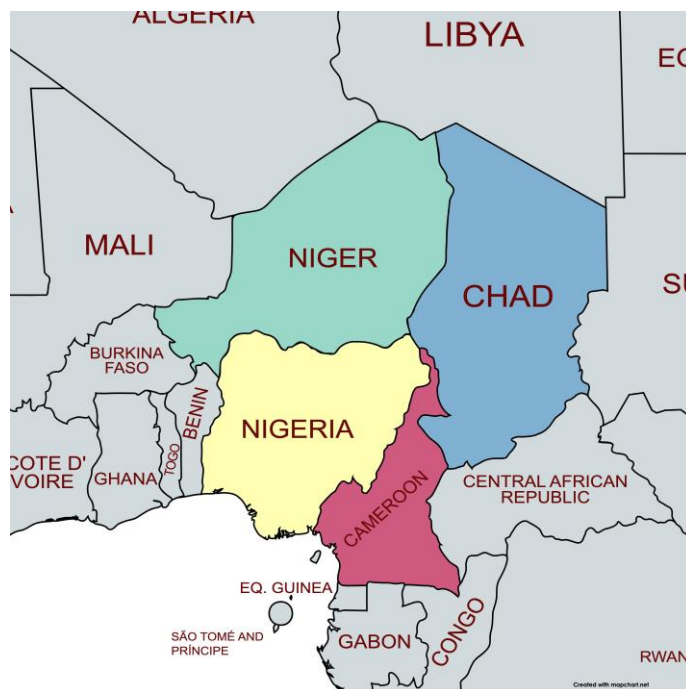 ALGERIA
LIBYA
EG
A
MALI
NIGER
CHAD
SU
BURKINA
FASO
BENIN
NIGERIA
COTE D'
VOIRE
GHANA
TOGO
CAMEROON
CENTRAL AFRICAN
REPUBLIC
EQ. GUINEA
SÃO TOMÉ AND
PRÍNCIPE
GABON
CONGO
RWAN
Created with mapchart.net